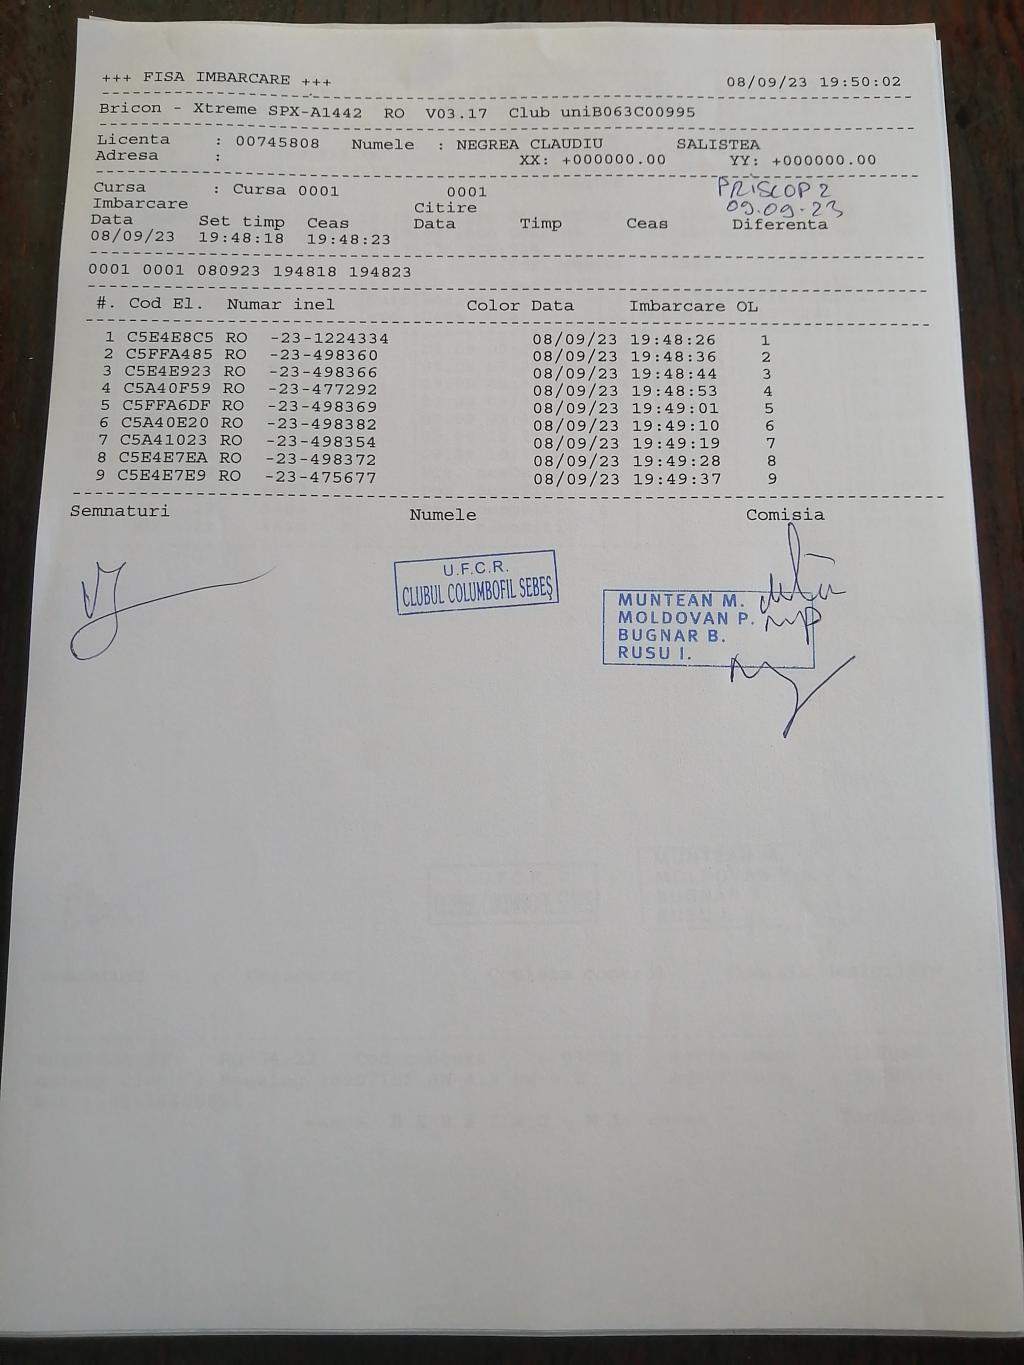 +++ FISA IMBARCARE +++ 08/09/23 19:50:02
Bricon - Xtreme SPX-A1442 RO V03.17 Club uniB063C00995
Licenta : 00745808 Numele : NEGREA CLAUDIU SALISTEA
Adresa : XX: +000000.00 YY: +000000.00
Cursa : Cursa 0001 0001 PRISLOP 2
Imbarcare Citire 09.09.23
Data Set timp Ceas Data Timp Ceas Diferenta
08/09/23 19:48:18 19:48:23
0001 0001 080923 194818 194823
#. Cod El. Numar inel Color Data Imbarcare OL
1 C5E4E8C5 RO -23-1224334 08/09/23 19:48:26 1
2 C5FFA485 RO -23-498360 08/09/23 19:48:36 2
3 C5E4E923 RO -23-498366 08/09/23 19:48:44 3
4 C5A40F59 RO -23-477292 08/09/23 19:48:53 4
5 C5FFA6DF RO -23-498369 08/09/23 19:49:01 5
6 C5A40E20 RO -23-498382 08/09/23 19:49:10 6
7 C5A41023 RO -23-498354 08/09/23 19:49:19 7
8 C5E4E7EA RO -23-498372 08/09/23 19:49:28 8
9 C5E4E7E9 RO -23-475677 08/09/23 19:49:37 9
Semnaturi Numele Comisia
U.F.C.R.
CLUBUL COLUMBOFIL SEBEȘ
MUNTEAN M.
MOLDOVAN P.
BUGNAR B.
RUSU I.